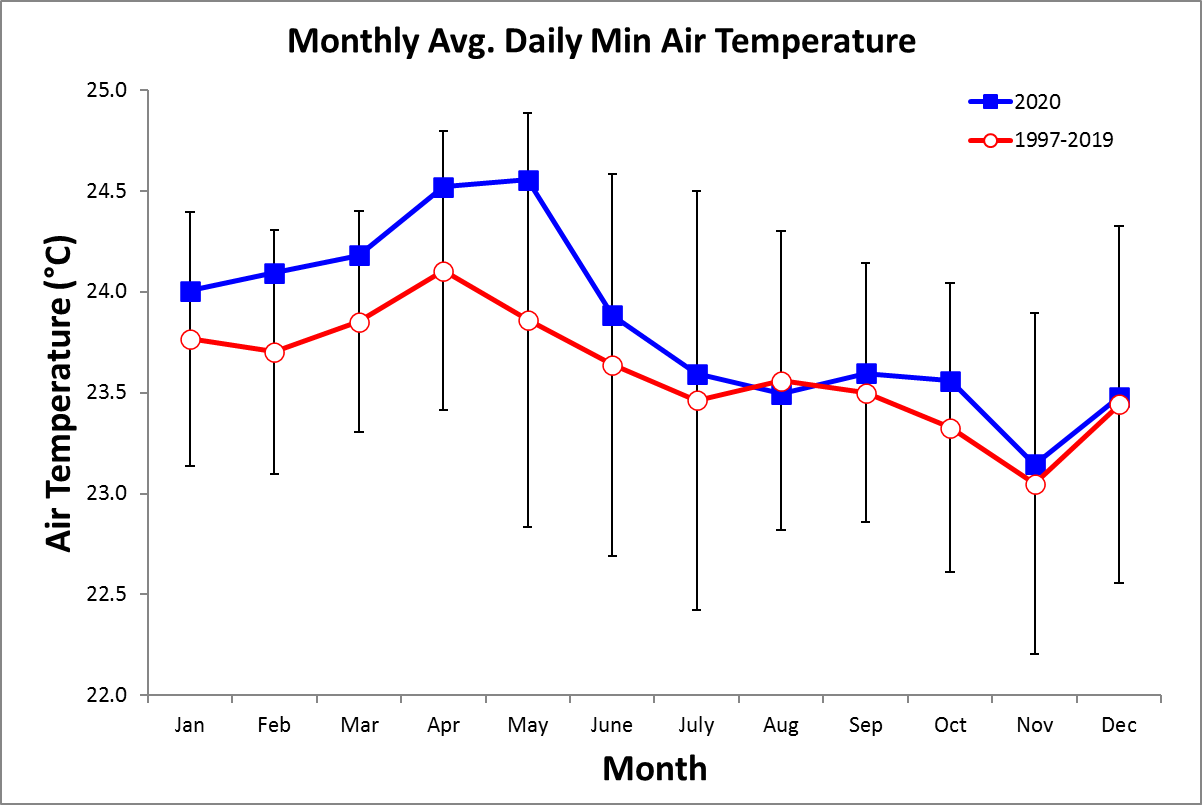 Monthly Avg. Daily Min Air Temperature
2020
1997-2019
Air Temperature (°C)
25.0
24.5
24.0
23.5
23.0
22.5
22.0
Jan Feb Mar Apr May June July Aug Sep Oct Nov Dec
Month